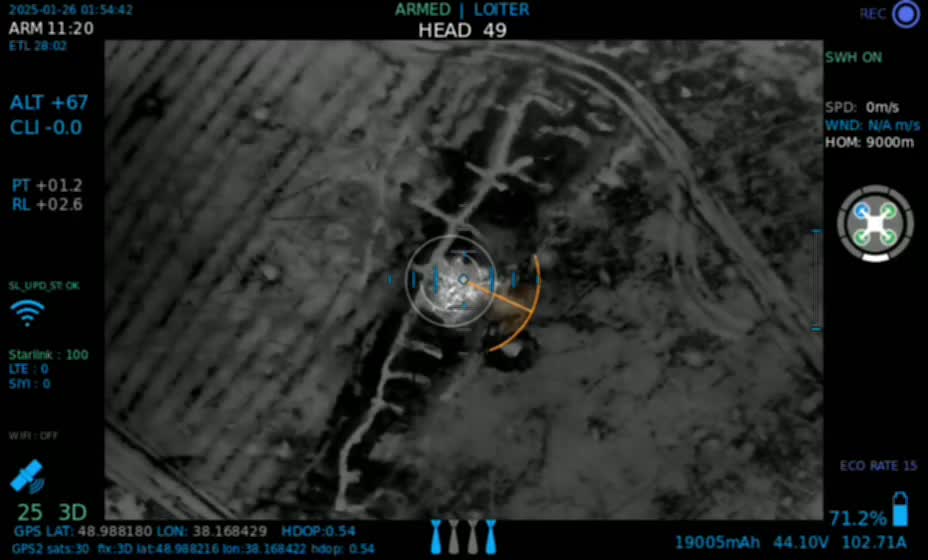 2025-01-26 01:54:42
ARMED | LOITER
REC
ARM 11:20
HEAD 49
ETL 28:02
SWH ON
ALT +67
CLI -0.0
SPD: 0m/s
WND: N/A m/s
HOM: 9000m
PT +01.2
RL +02.6
SL_UPD_ST: OK
Starlink : 100
LTE : 0
SIYI : 0
WIFI : OFF
ECO RATE 15
25 3D
71.2%
GPS LAT: 48.988180 LON: 38.168429 HDOP:0.54
GPS2 sats:30 fix:3D lat:48.988216 lon:38.168422 hdop: 0.54
19005mAh 44.10V 102.71A